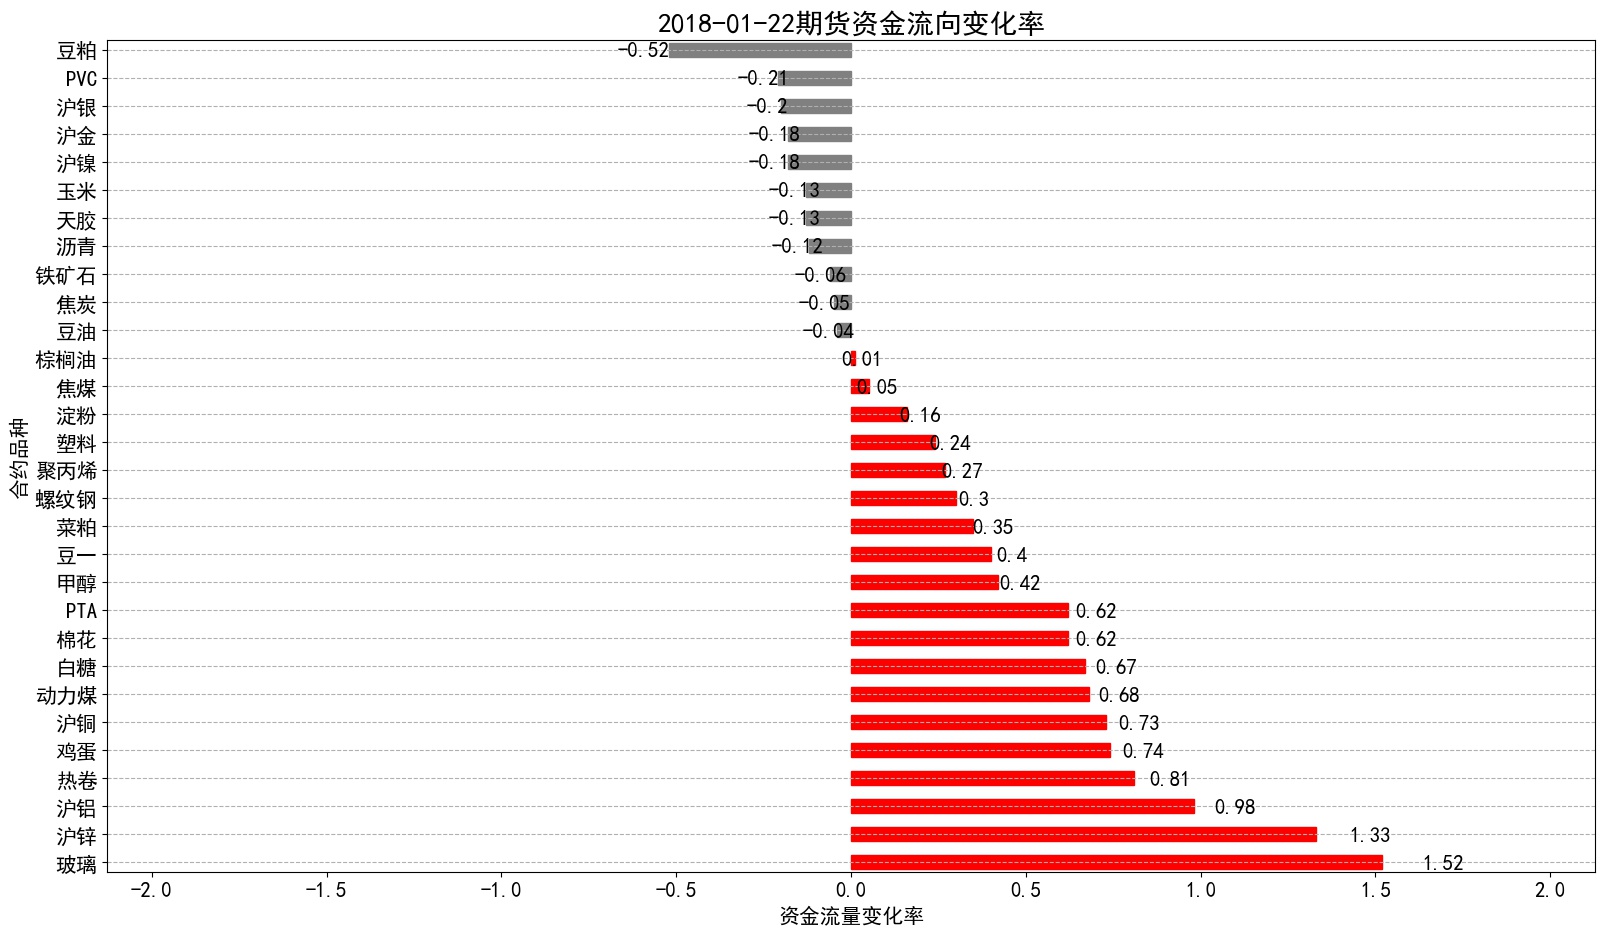 2018-01-22期货资金流向变化率
豆粕 -0.52
PVC -0.21
沪银 -0.2
沪金 -0.18
沪镍 -0.18
玉米 -0.13
天胶 -0.13
沥青 -0.12
铁矿石 -0.06
焦炭 -0.05
豆油 -0.04
棕榈油 0.01
焦煤 0.05
淀粉 0.16
塑料 0.24
聚丙烯 0.27
螺纹钢 0.3
菜粕 0.35
豆一 0.4
甲醇 0.42
PTA 0.62
棉花 0.62
白糖 0.67
动力煤 0.68
沪铜 0.73
鸡蛋 0.74
热卷 0.81
沪铝 0.98
沪锌 1.33
玻璃 1.52
合约品种
-2.0 -1.5 -1.0 -0.5 0.0 0.5 1.0 1.5 2.0
资金流量变化率